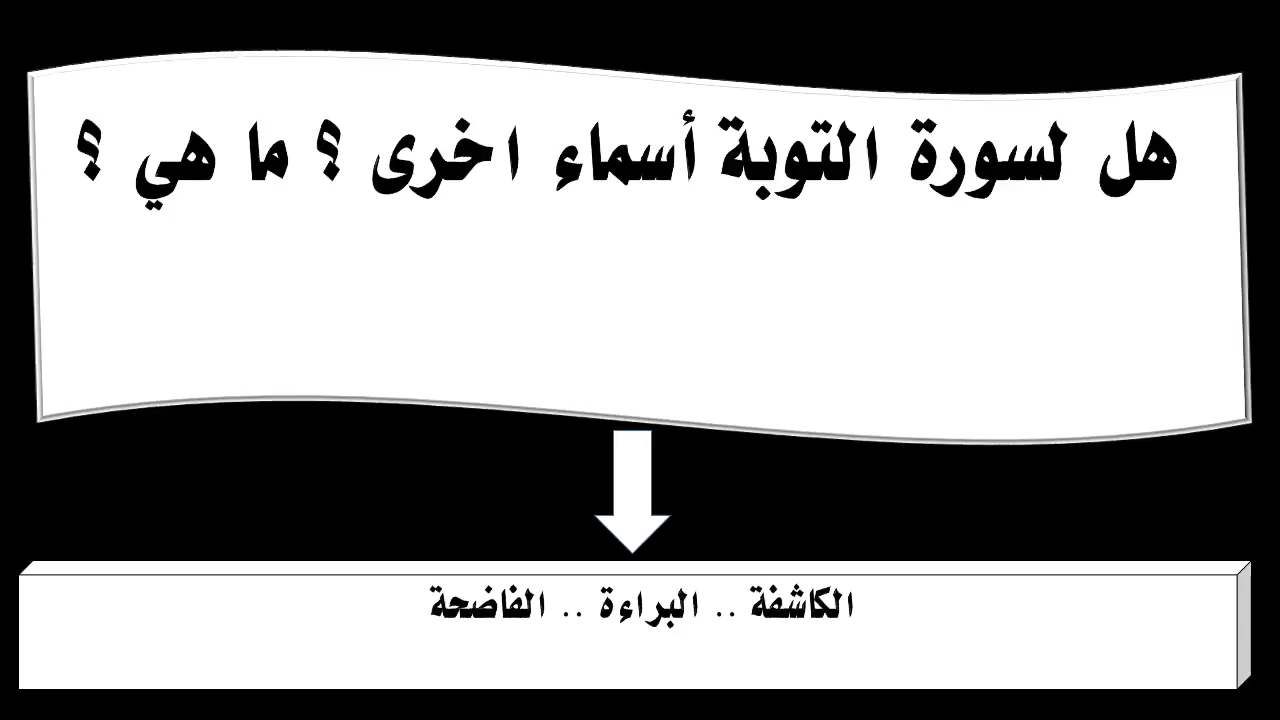 هل لسورة التوبة أسماء اخرى ؟ ما هي ؟
الكاشفة .. البراءة .. الفاضحة